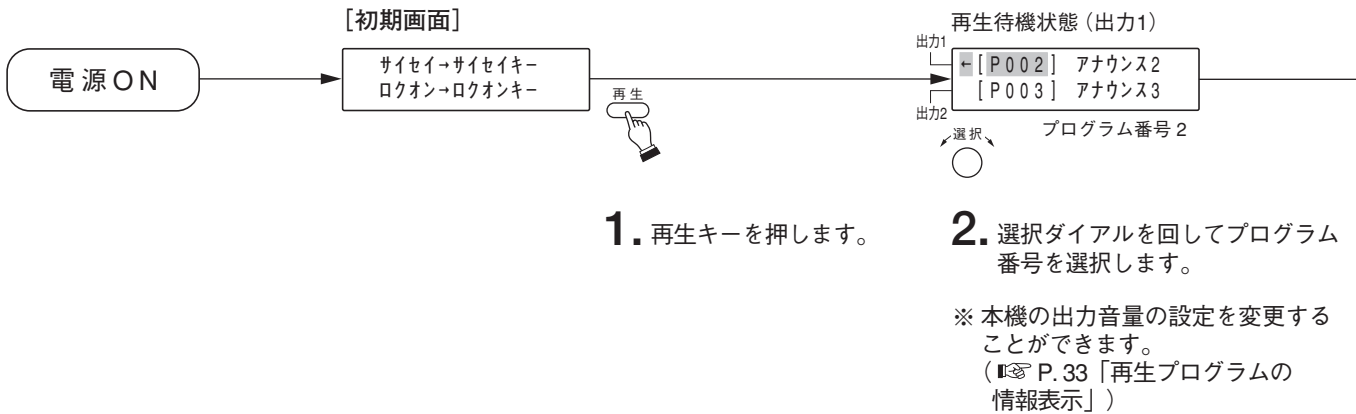 [初期画面]
電源ON
サイセイ→サイセイキー
ロクオン→ロクオンキー
再生
再生待機状態（出力1）
出力1
←[P002] アナウンス2
[P003] アナウンス3
出力2
プログラム番号 2
選択
1. 再生キーを押します。
2. 選択ダイアルを回してプログラム
番号を選択します。
※ 本機の出力音量の設定を変更する
ことができます。
（☞ P. 33「再生プログラムの
情報表示」）